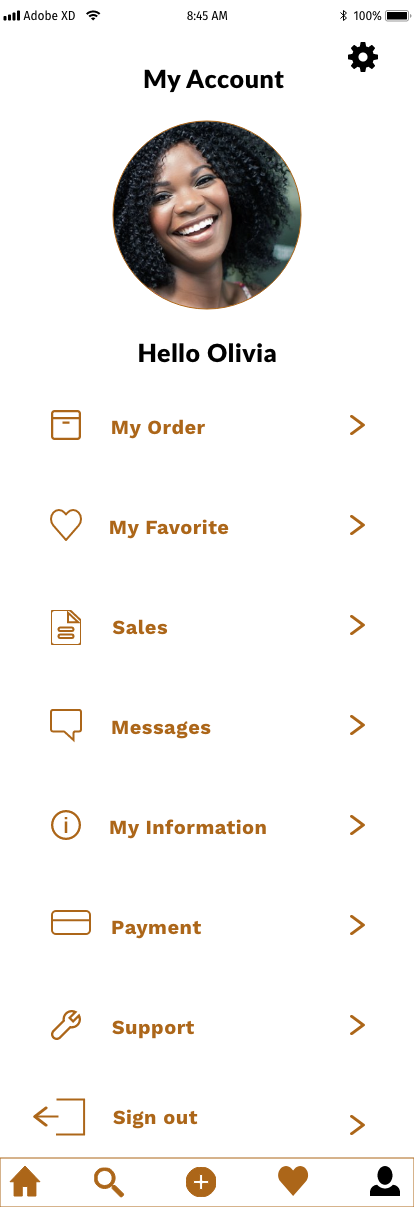 Adobe XD 8:45 AM 100%
My Account
Hello Olivia
My Order
My Favorite
Sales
Messages
My Information
Payment
Support
Sign out